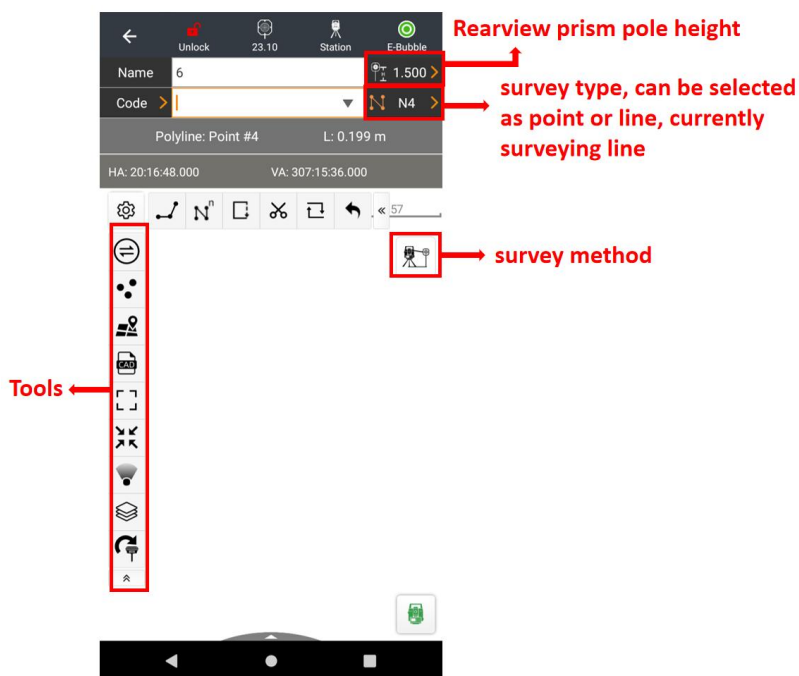 Rearview prism pole height
Unlock 23.10 Station E-Bubble
Name 6 1.500
survey type, can be selected
as point or line, currently
surveying line
Code N4
Polyline: Point #4 L: 0.199 m
HA: 20:16:48.000 VA: 307:15:36.000
Nn « 57
survey method
CAD
Tools